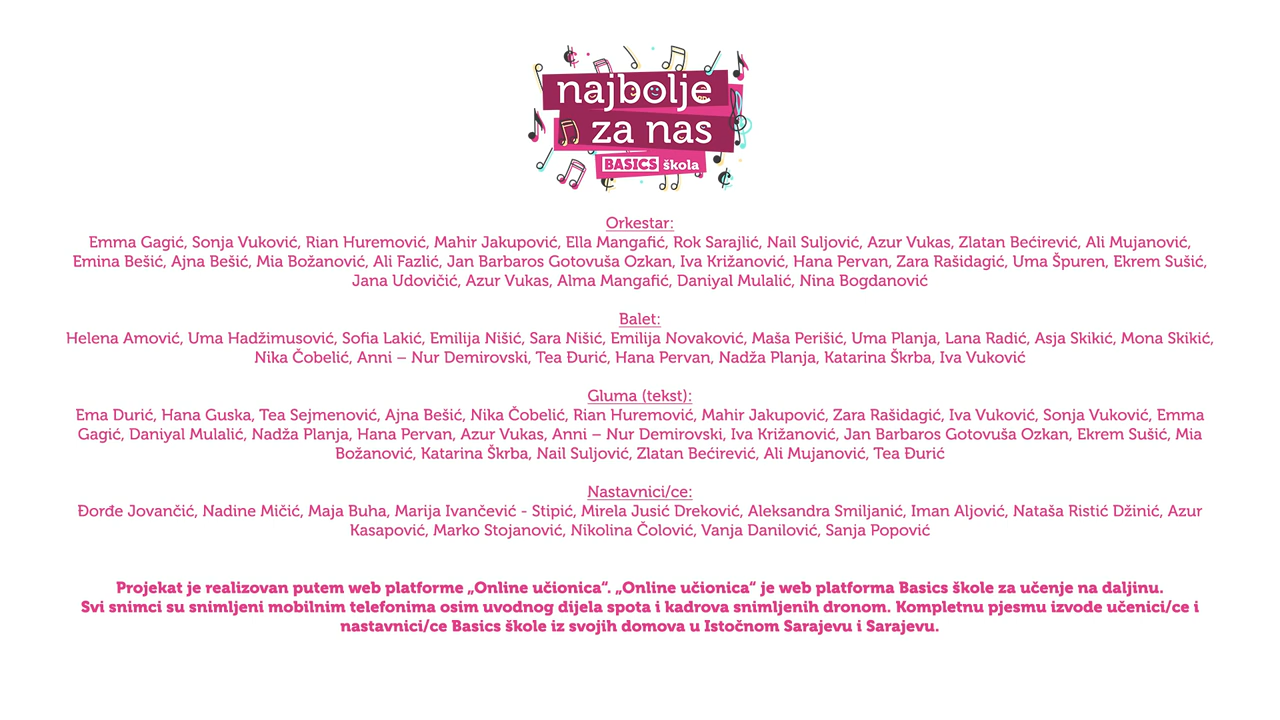 najbolje
za nas
BASICS škola
Orkestar:
Emma Gagić, Sonja Vuković, Rian Huremović, Mahir Jakupović, Ella Mangafić, Rok Sarajlić, Nail Suljović, Azur Vukas, Zlatan Bećirević, Ali Mujanović,
Emina Bešić, Ajna Bešić, Mia Božanović, Ali Fazlić, Jan Barbaros Gotovuša Ozkan, Iva Križanović, Hana Pervan, Zara Rašidagić, Uma Špuren, Ekrem Sušić,
Jana Udovičić, Azur Vukas, Alma Mangafić, Daniyal Mulalić, Nina Bogdanović
Balet:
Helena Amović, Uma Hadžimusović, Sofia Lakić, Emilija Nišić, Sara Nišić, Emilija Novaković, Maša Perišić, Uma Planja, Lana Radić, Asja Skikić, Mona Skikić,
Nika Čobelić, Anni – Nur Demirovski, Tea Đurić, Hana Pervan, Nadža Planja, Katarina Škrba, Iva Vuković
Gluma (tekst):
Ema Durić, Hana Guska, Tea Sejmenović, Ajna Bešić, Nika Čobelić, Rian Huremović, Mahir Jakupović, Zara Rašidagić, Iva Vuković, Sonja Vuković, Emma
Gagić, Daniyal Mulalić, Nadža Planja, Hana Pervan, Azur Vukas, Anni – Nur Demirovski, Iva Križanović, Jan Barbaros Gotovuša Ozkan, Ekrem Sušić, Mia
Božanović, Katarina Škrba, Nail Suljović, Zlatan Bećirević, Ali Mujanović, Tea Đurić
Nastavnici/ce:
Đorđe Jovančić, Nadine Mičić, Maja Buha, Marija Ivančević - Stipić, Mirela Jusić Dreković, Aleksandra Smiljanić, Iman Aljović, Nataša Ristić Džinić, Azur
Kasapović, Marko Stojanović, Nikolina Čolović, Vanja Danilović, Sanja Popović
Projekat je realizovan putem web platforme „Online učionica“. „Online učionica“ je web platforma Basics škole za učenje na daljinu.
Svi snimci su snimljeni mobilnim telefonima osim uvodnog dijela spota i kadrova snimljenih dronom. Kompletnu pjesmu izvode učenici/ce i
nastavnici/ce Basics škole iz svojih domova u Istočnom Sarajevu i Sarajevu.